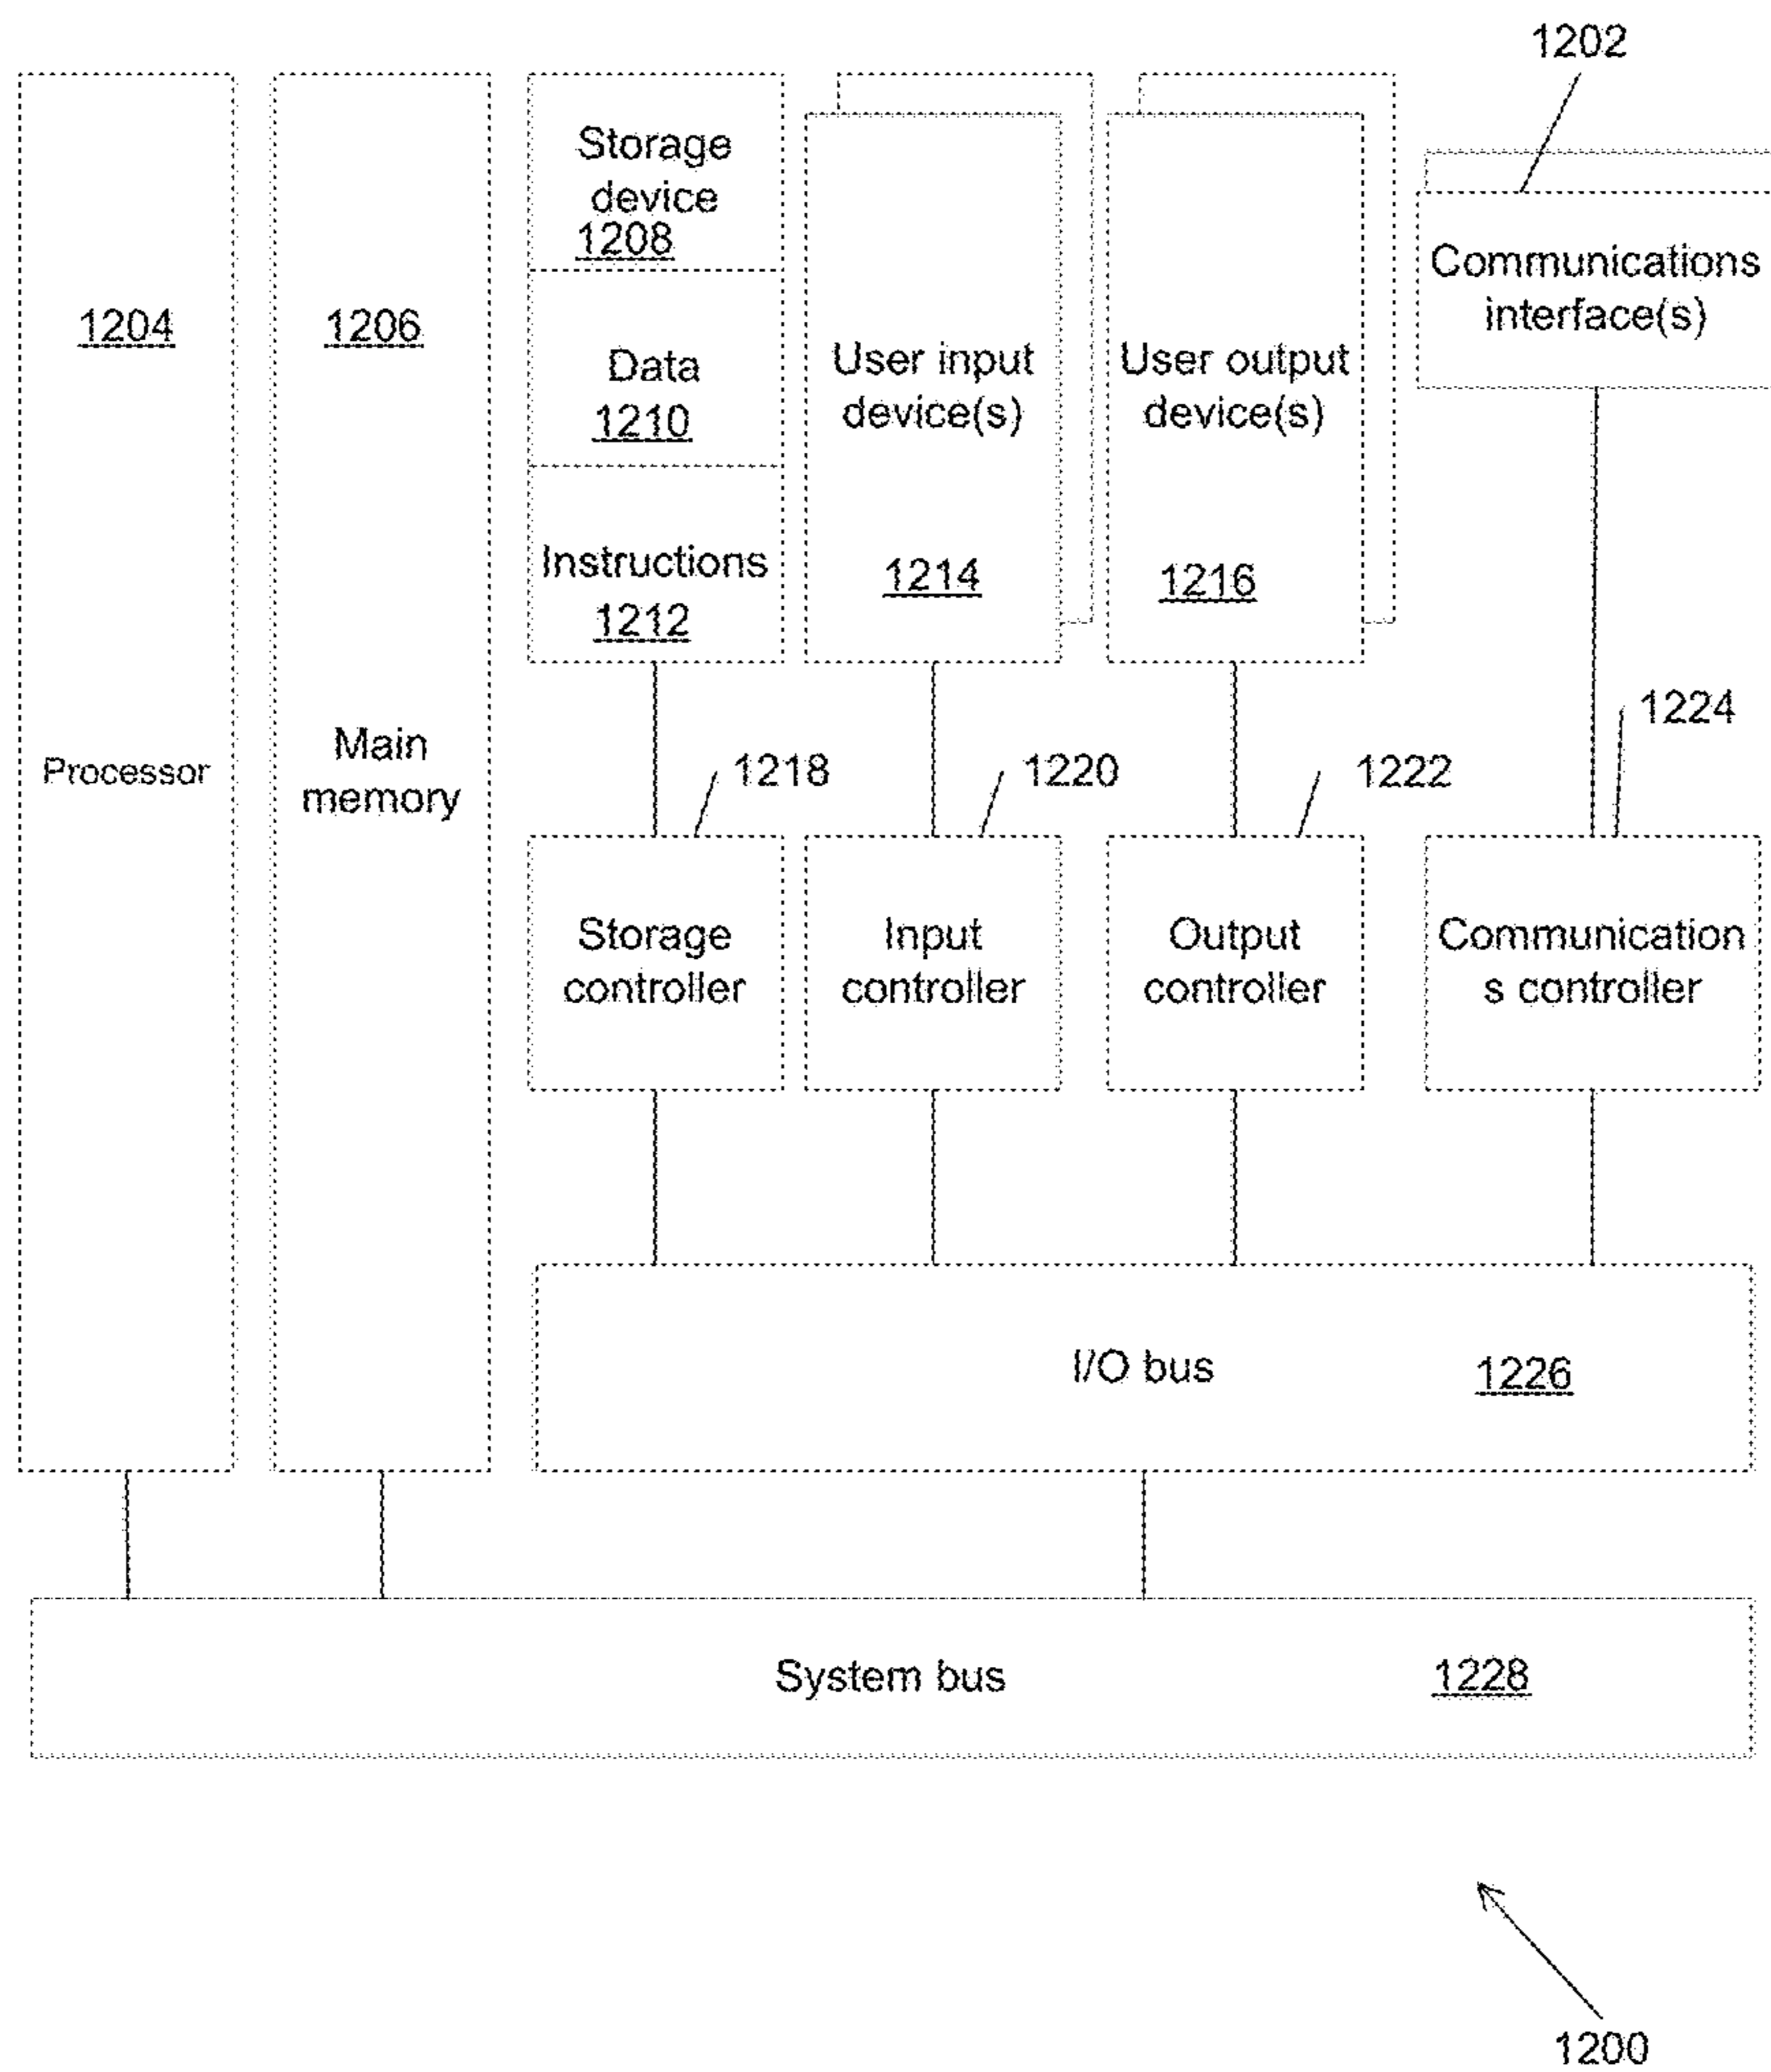 1202
Storage
device
1208
Communications
interface(s)
1204
1206
Data
1210
User input
device(s)
User output
device(s)
Instructions
1212
1214
1216
1224
Processor
Main
memory
1218
1220
1222
Storage
controller
Input
controller
Output
controller
Communication
s controller
I/O bus
1226
System bus
1228
1200